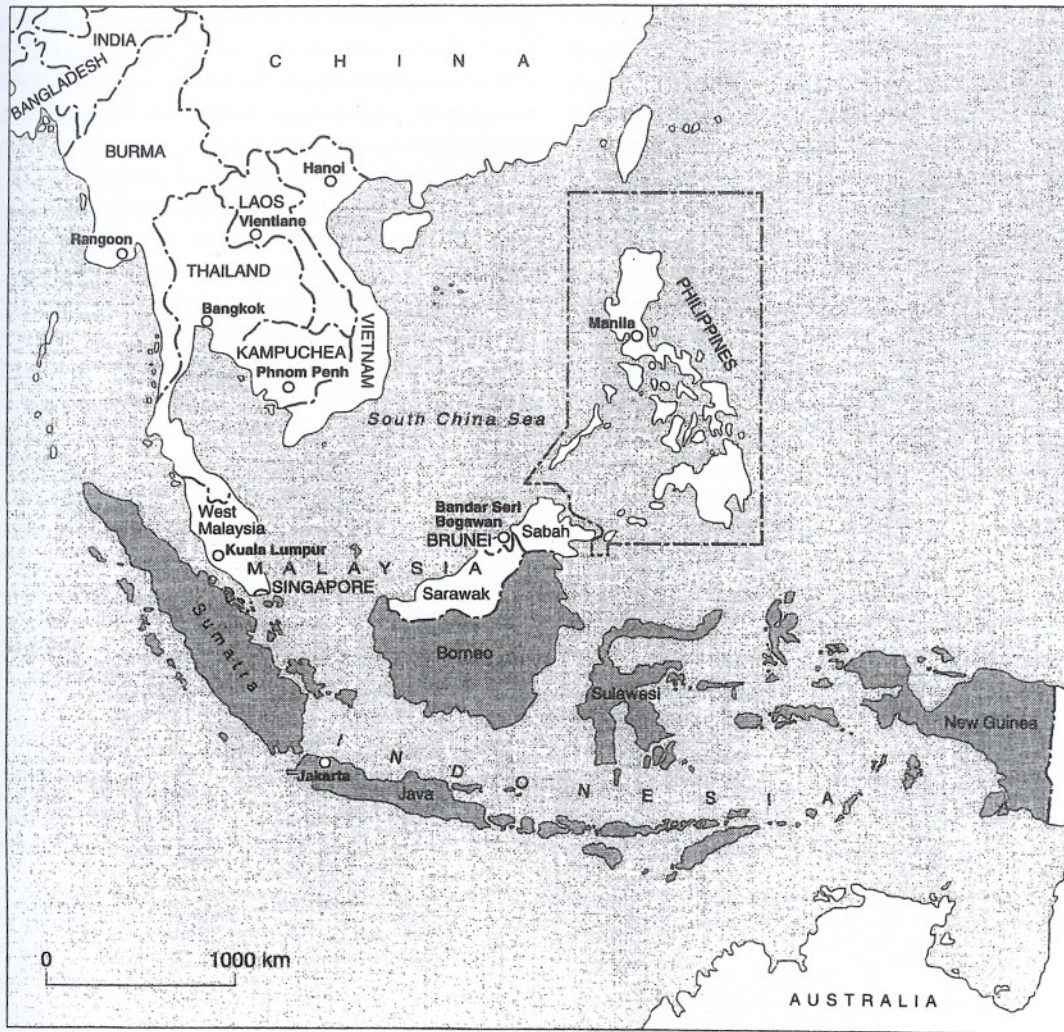 INDIA
C H I N A
BANGLADESH
BURMA
Hanoi
LAOS
Vientiane
Rangoon
THAILAND
PHILIPPINES
Bangkok
Manila
VIETNAM
KAMPUCHEA
Phnom Penh
South China Sea
West
Malaysia
Bandar Seri
Begawan
BRUNEI
Sabah
Kuala Lumpur
M A L A Y S I A
SINGAPORE
Sarawak
Sumatra
Borneo
Sulawasi
New Guinea
I N D O N E S I A
Jakarta
Java
0 1000 km
AUSTRALIA